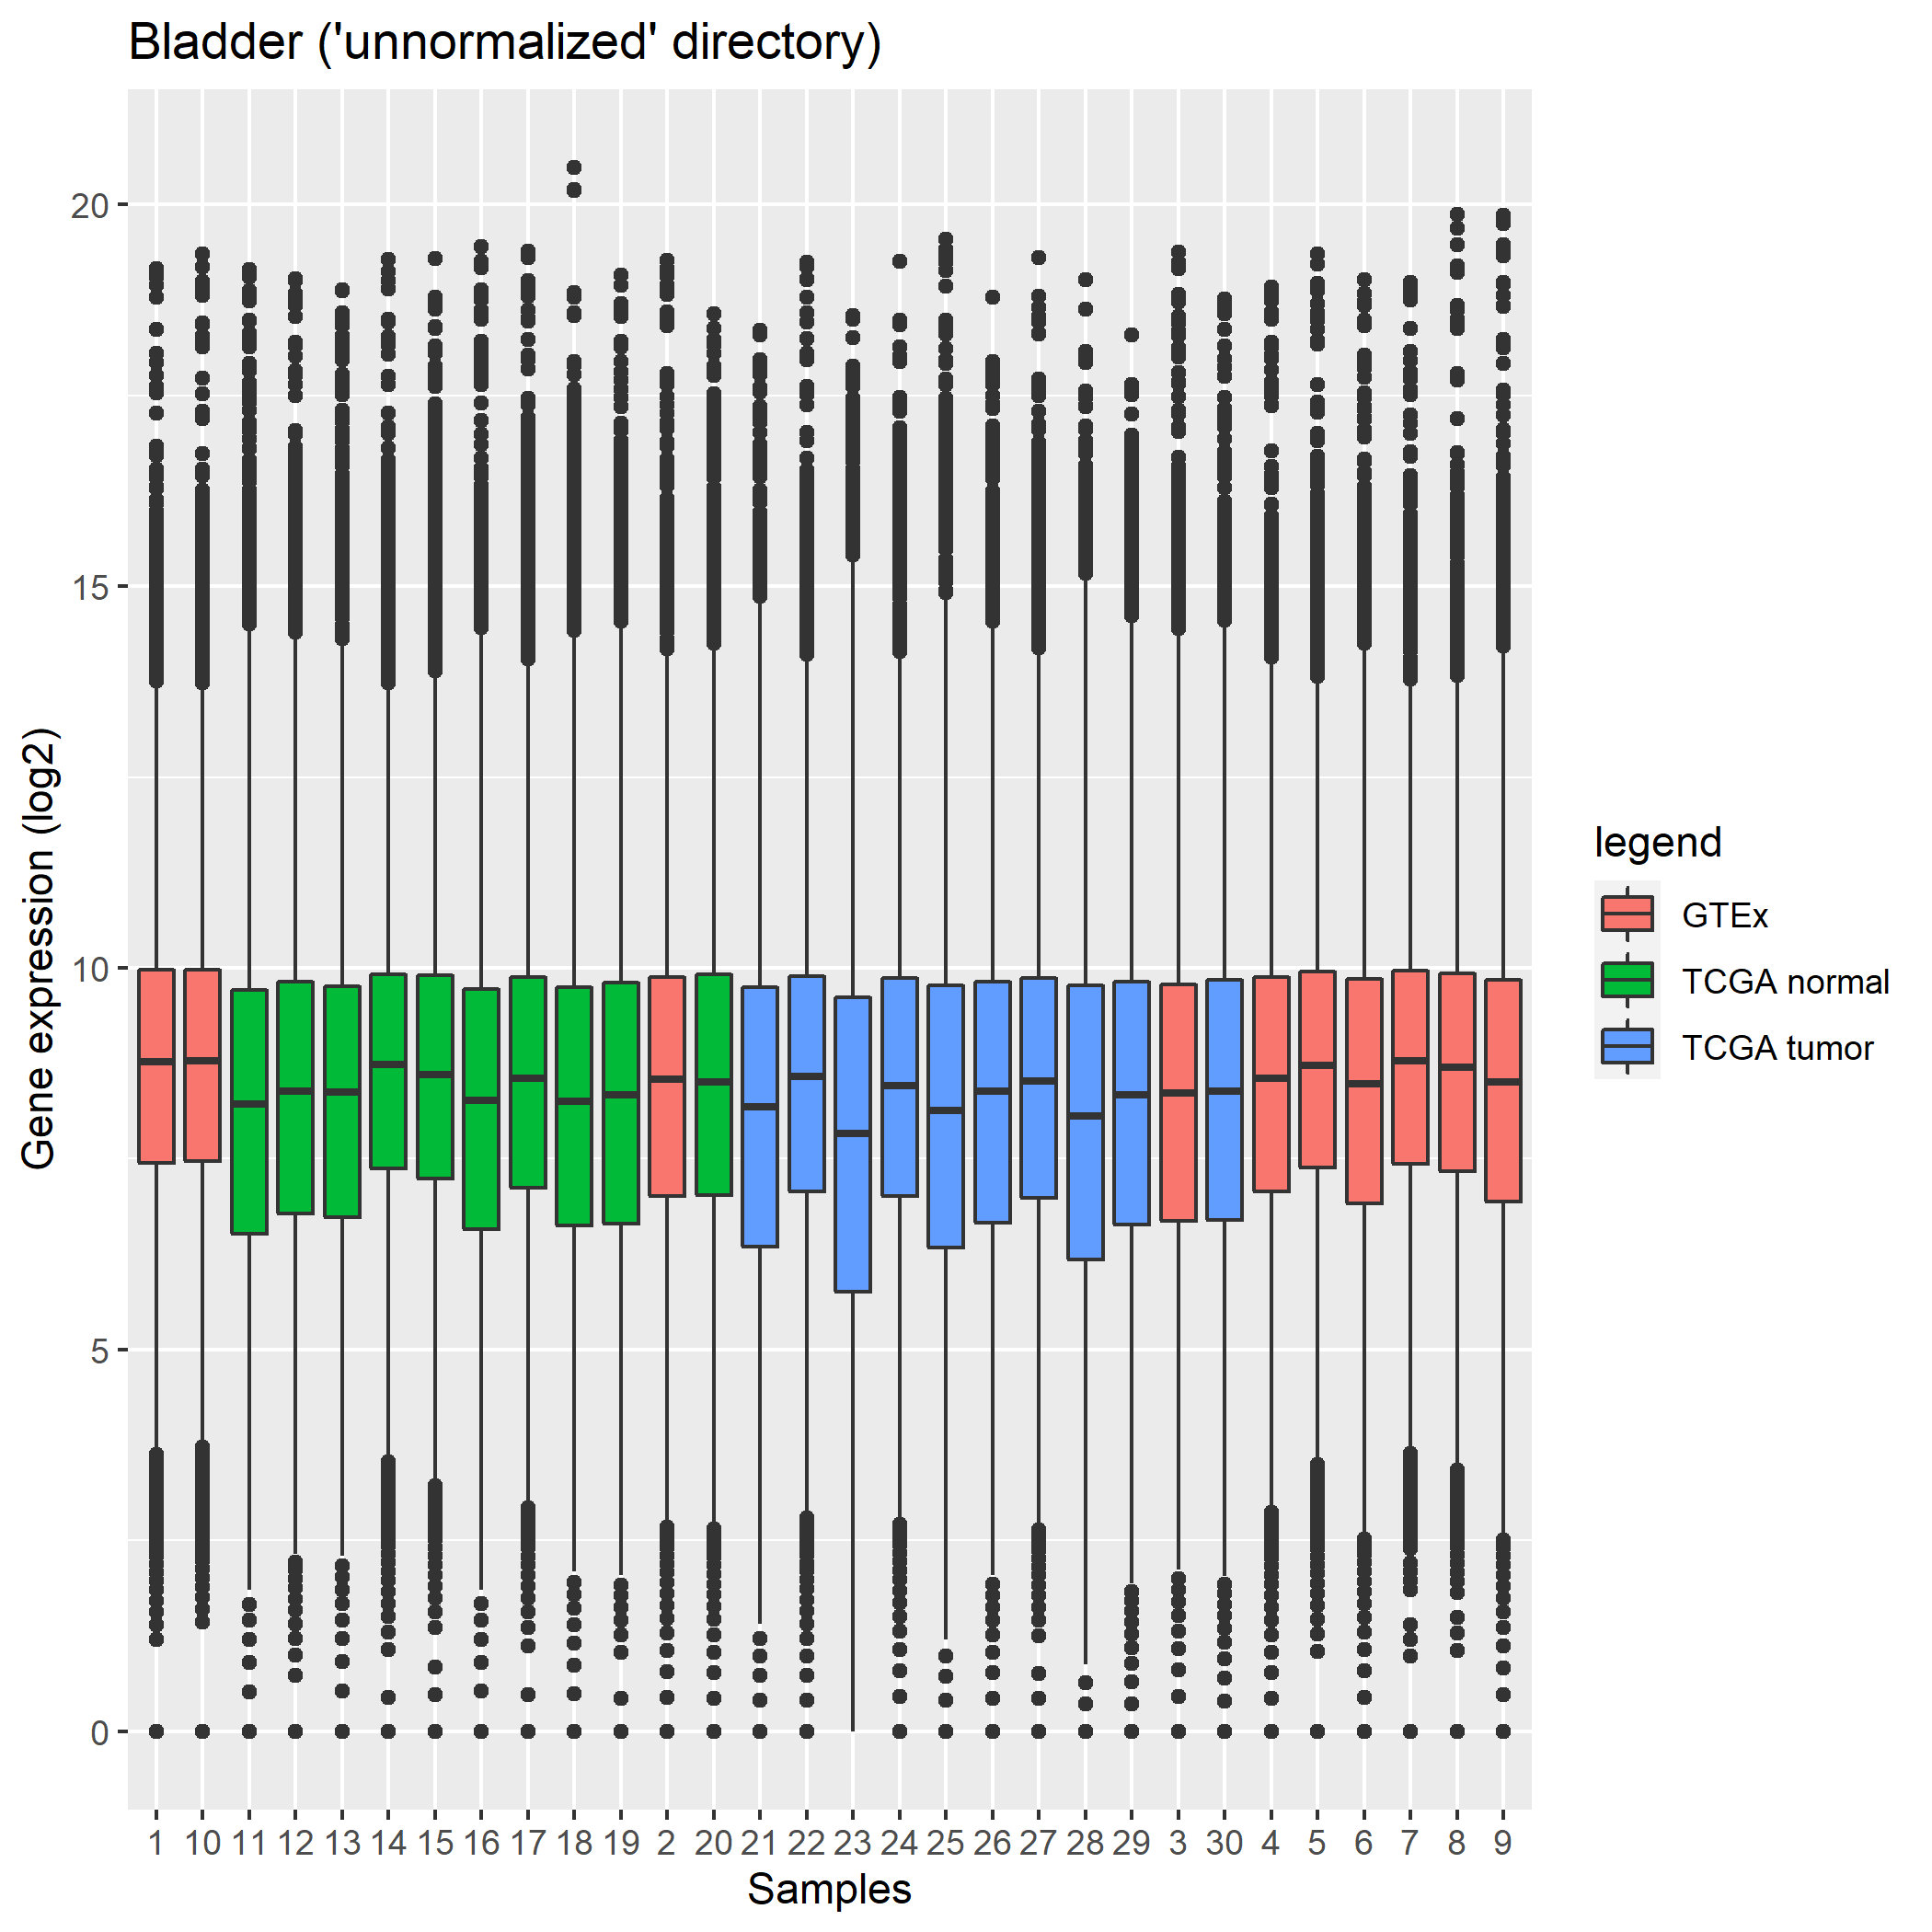 Bladder ('unnormalized' directory)
20
15
10
5
0
Gene expression (log2)
1 10 11 12 13 14 15 16 17 18 19 2 20 21 22 23 24 25 26 27 28 29 3 30 4 5 6 7 8 9
Samples
legend
GTEx
TCGA normal
TCGA tumor